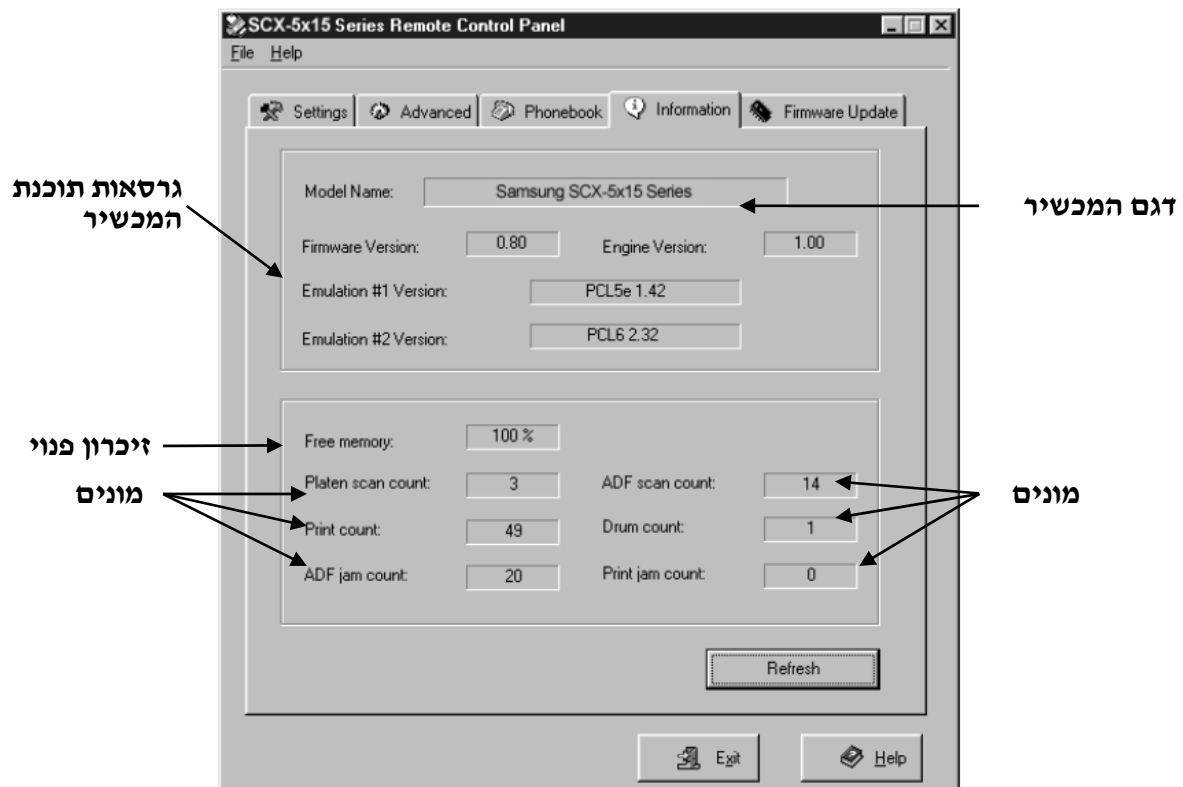 SCX-5x15 Series Remote Control Panel
File Help
Settings Advanced Phonebook Information Firmware Update
גרסאות תוכנת
המכשיר
Model Name: Samsung SCX-5x15 Series
דגם המכשיר
Firmware Version: 0.80 Engine Version: 1.00
Emulation #1 Version: PCL5e 1.42
Emulation #2 Version: PCL6 2.32
זיכרון פנוי
Free memory: 100 %
מונים
Platen scan count: 3 ADF scan count: 14
מונים
Print count: 49 Drum count: 1
ADF jam count: 20 Print jam count: 0
Refresh
Exit Help